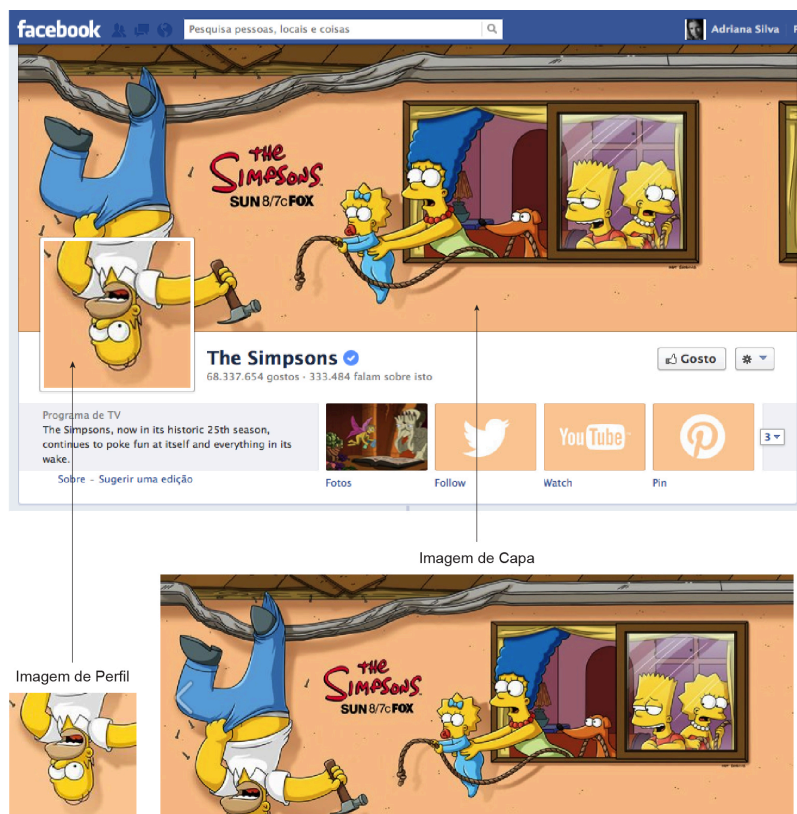 facebook
Pesquisa pessoas, locais e coisas
Adriana Silva
THE
SIMPSONS
SUN 8/7c FOX
The Simpsons
68.337.654 gostos · 333.484 falam sobre isto
Gosto
Programa de TV
The Simpsons, now in its historic 25th season,
continues to poke fun at itself and everything in its
wake.
Sobre - Sugerir uma edição
You Tube
3
Fotos
Follow
Watch
Pin
Imagem de Capa
THE
SIMPSONS
SUN 8/7c FOX
Imagem de Perfil